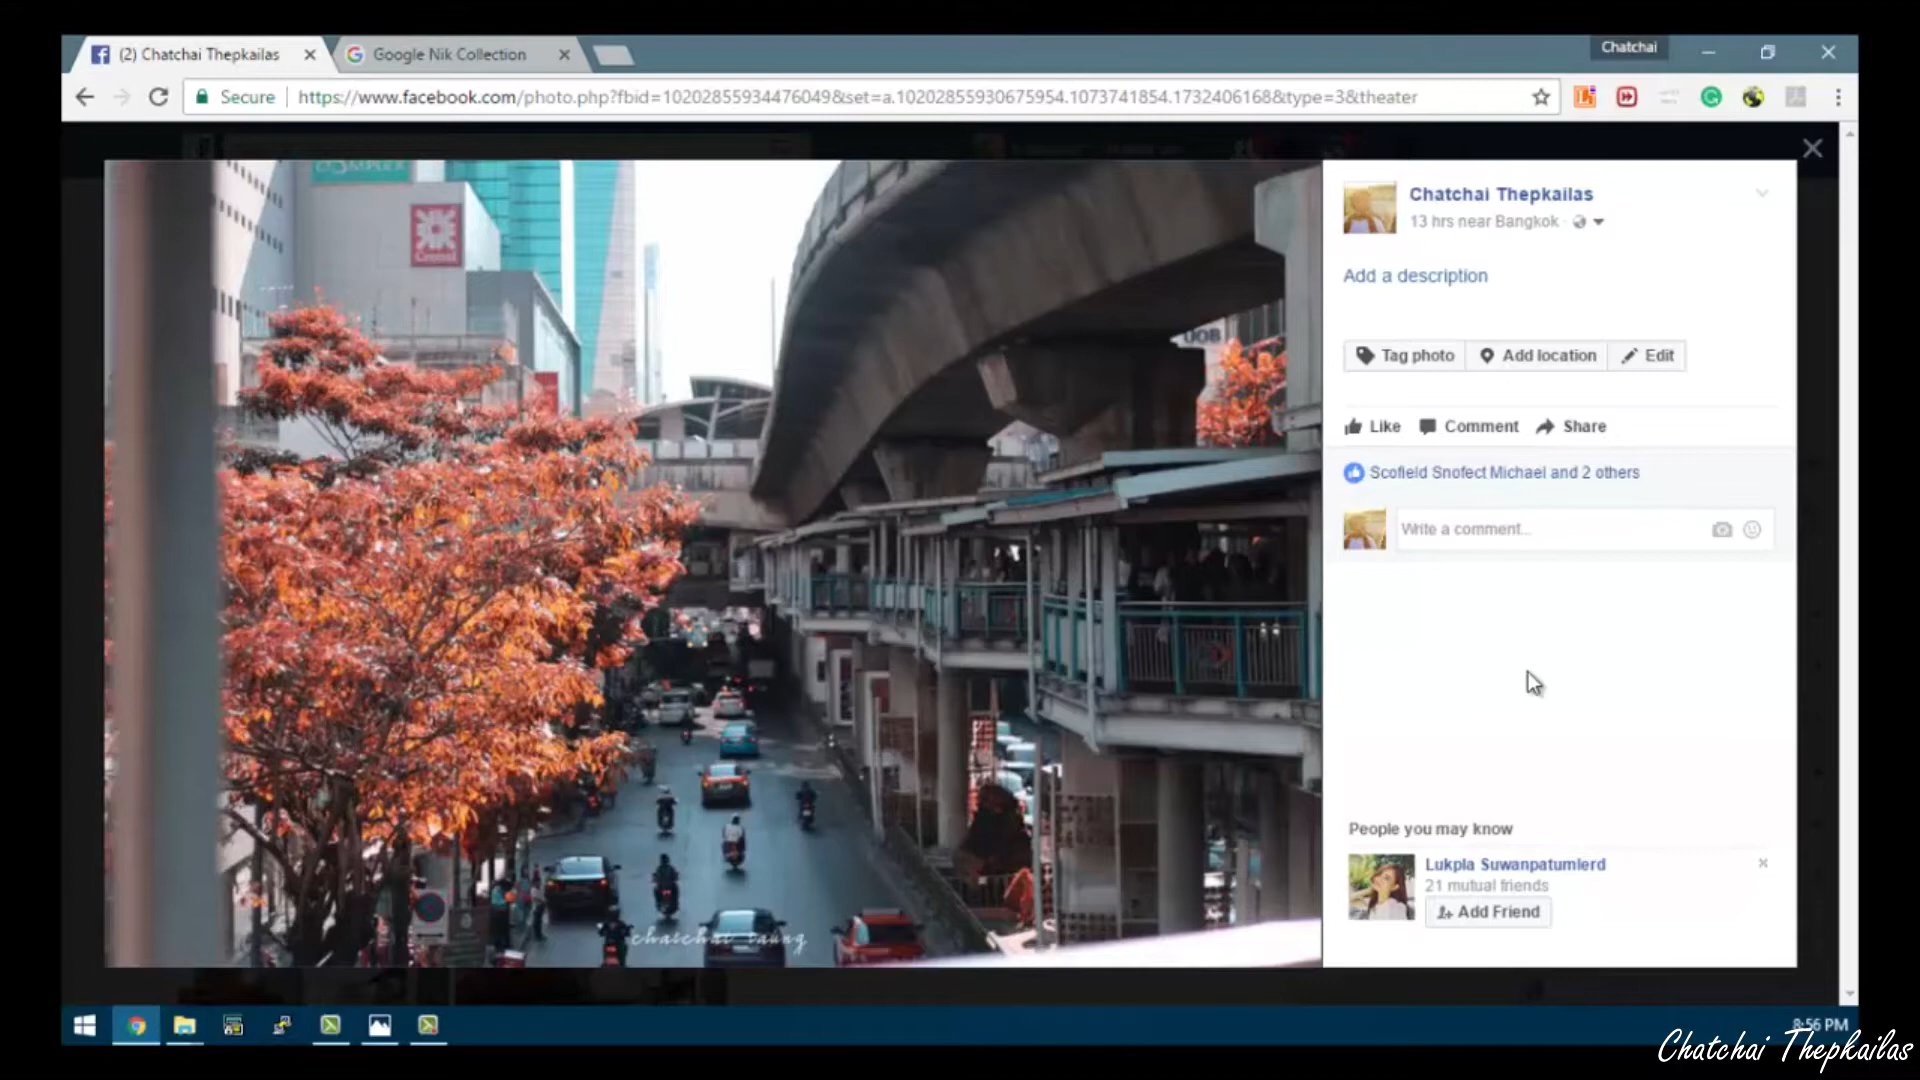 (2) Chatchai Thepkailas
Google Nik Collection
Chatchai
Secure
https://www.facebook.com/photo.php?fbid=10202855934476049&set=a.10202855930675954.1073741854.1732406168&type=3&theater
UOB
chatchai taung
Chatchai Thepkailas
13 hrs near Bangkok ·
Add a description
Tag photo
Add location
Edit
Like
Comment
Share
Scofield Snofect Michael and 2 others
Write a comment...
People you may know
Lukpla Suwanpatumlerd
21 mutual friends
Add Friend
8:56 PM
Chatchai Thepkailas